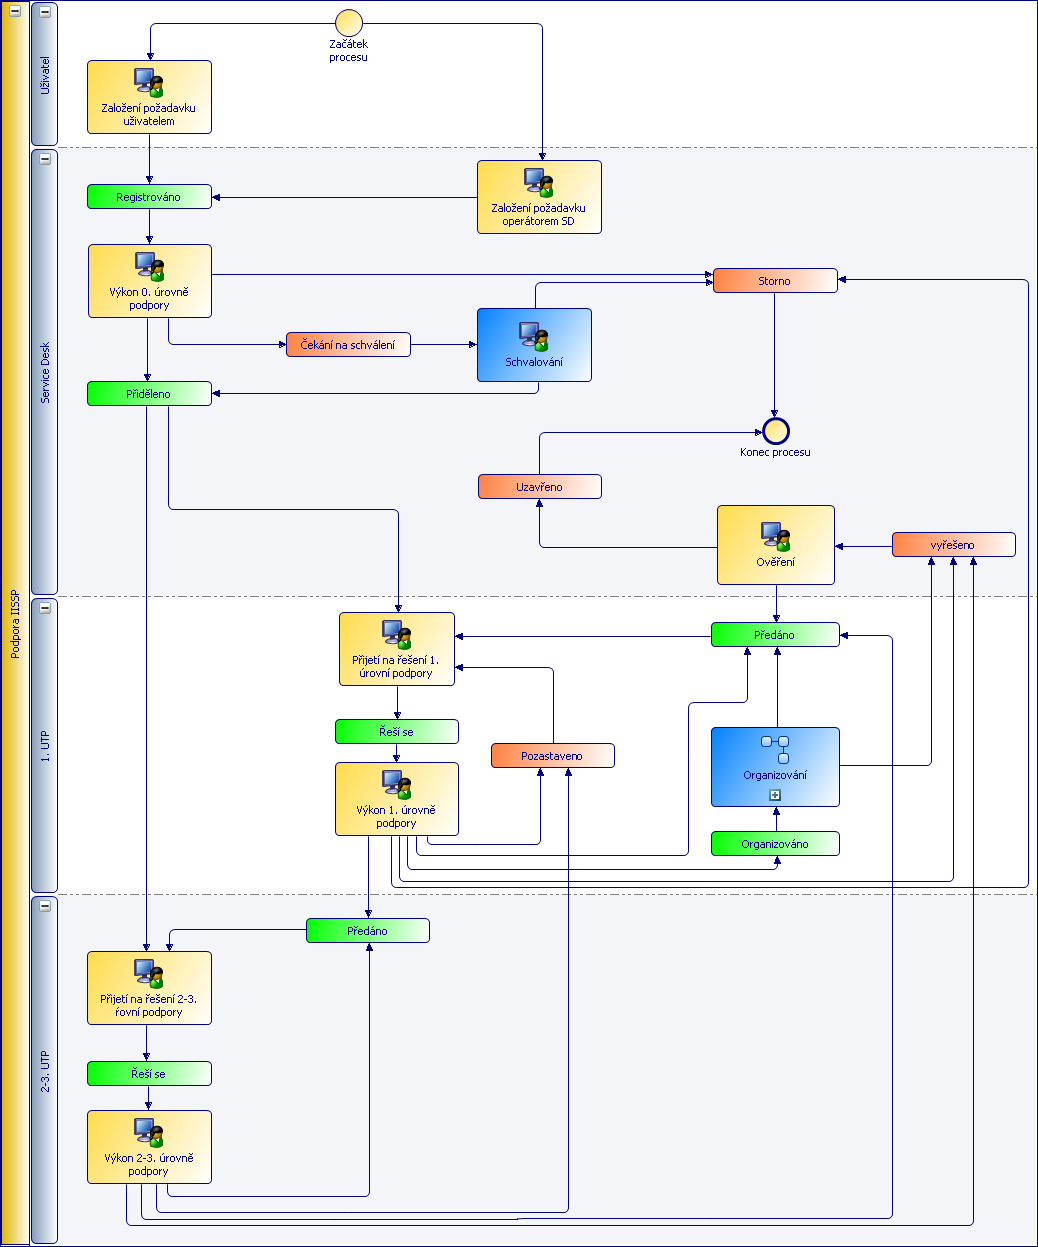 Podpora IISSP
Uživatel
Začátek
procesu
Založení požadavku
uživatelem
Service Desk
Registrováno
Založení požadavku
operátorem SD
Výkon 0. úrovně
podpory
Storno
Čekání na schválení
Schvalování
Přiděleno
Konec procesu
Uzavřeno
Ověření
vyřešeno
1. UTP
Přijetí na řešení 1.
úrovní podpory
Předáno
Řeší se
Pozastaveno
Organizování
Výkon 1. úrovně
podpory
Organizováno
2-3. UTP
Předáno
Přijetí na řešení 2-3.
ŕovní podpory
Řeší se
Výkon 2-3. úrovně
podpory